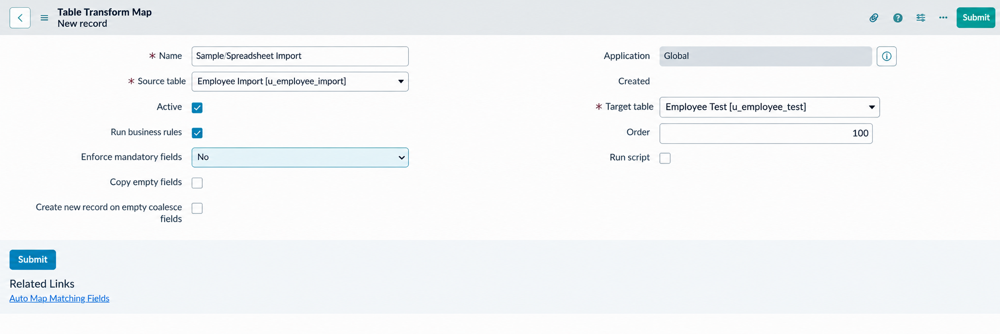 Table Transform Map
New record
Submit
* Name Sample/Spreadsheet Import
Application Global
* Source table Employee Import [u_employee_import]
Created
Active
* Target table Employee Test [u_employee_test]
Run business rules
Order 100
Enforce mandatory fields No
Run script
Copy empty fields
Create new record on empty coalesce
fields
Submit
Related Links
Auto Map Matching Fields